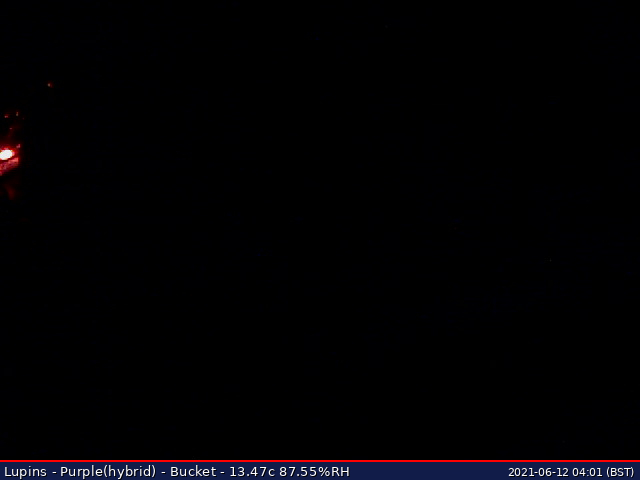 Lupins - Purple(hybrid) - Bucket - 13.47c 87.55%RH
2021-06-12 04:01 (BST)